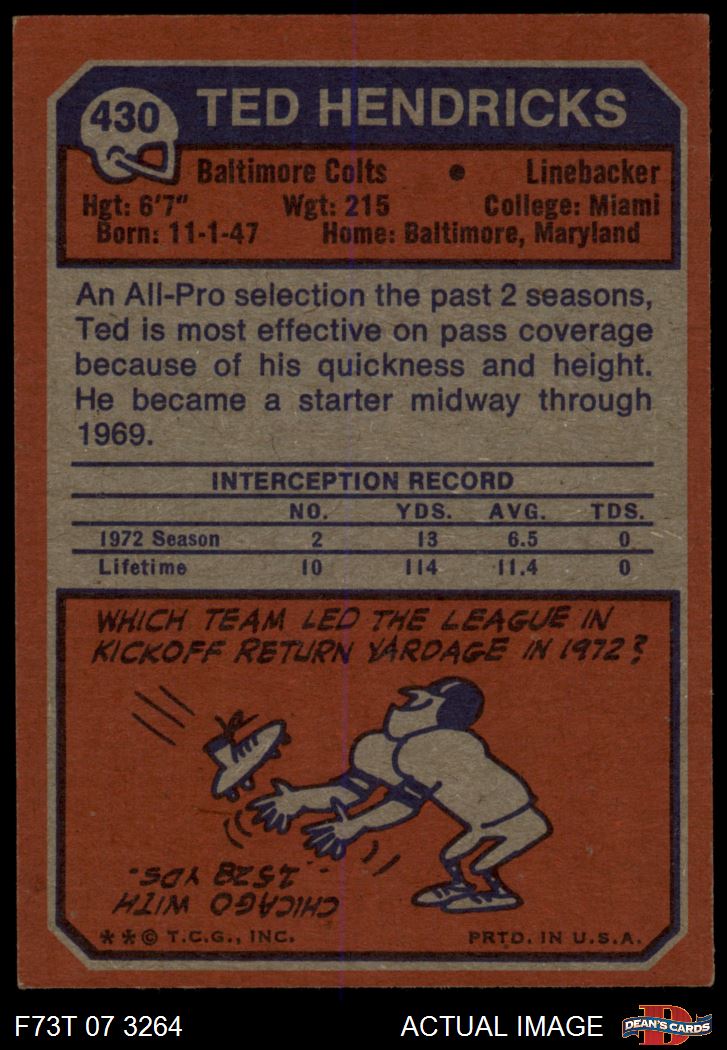 430
TED HENDRICKS
Baltimore Colts • Linebacker
Hgt: 6'7" Wgt: 215 College: Miami
Born: 11-1-47 Home: Baltimore, Maryland
An All-Pro selection the past 2 seasons,
Ted is most effective on pass coverage
because of his quickness and height.
He became a starter midway through
1969.
INTERCEPTION RECORD
NO. YDS. AVG. TDS.
1972 Season 2 13 6.5 0
Lifetime 10 114 11.4 0
WHICH TEAM LED THE LEAGUE IN
KICKOFF RETURN YARDAGE IN 1972?
CHICAGO WITH
1528 YDS.
**© T.C.G., INC. PRTD. IN U.S.A.
F73T 07 3264 ACTUAL IMAGE
D
DEAN'S CARDS